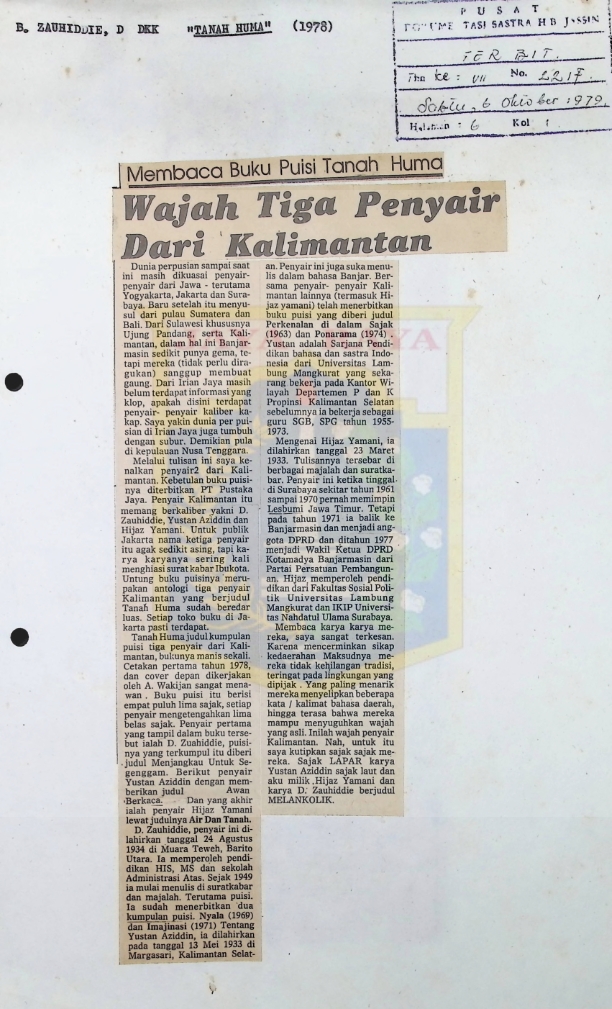 B. ZAUHIDDIE, D DKK "TANAH HUMA" (1978)
P U S A T
DOKUMENTASI SASTRA H B JASSIN
TERBIT.
Thn ke : VII No. 2217.
Sabtu, 6 Oktober 1979.
Halaman : 6 Kol 1
Membaca Buku Puisi Tanah Huma
Wajah Tiga Penyair
Dari Kalimantan
Dunia perpusian sampai saat
ini masih dikuasai penyair-
penyair dari Jawa - terutama
Yogyakarta, Jakarta dan Sura-
baya. Baru setelah itu menyu-
sul dari pulau Sumatera dan
Bali. Dari Sulawesi khususnya
Ujung Pandang, serta Kali-
mantan, dalam hal ini Banjar-
masin sedikit punya gema, te-
tapi mereka (tidak perlu dira-
gukan) sanggup membuat
gaung. Dari Irian Jaya masih
belum terdapat informasi yang
klop, apakah disini terdapat
penyair- penyair kaliber ka-
kap. Saya yakin dunia per pui-
sian di Irian Jaya juga tumbuh
dengan subur. Demikian pula
di kepulauan Nusa Tenggara.
Melalui tulisan ini saya ke-
nalkan penyair2 dari Kali-
mantan. Kebetulan buku puisi-
nya diterbitkan PT Pustaka
Jaya. Penyair Kalimantan itu
memang berkaliber yakni D.
Zauhiddie, Yustan Aziddin dan
Hijaz Yamani. Untuk publik
Jakarta nama ketiga penyair
itu agak sedikit asing, tapi ka-
rya karyanya sering kali
menghiasi surat kabar Ibukota.
Untung buku puisinya meru-
pakan antologi tiga penyair
Kalimantan yang berjudul
Tanah Huma sudah beredar
luas. Setiap toko buku di Ja-
karta pasti terdapat.
Tanah Huma judul kumpulan
puisi tiga penyair dari Kali-
mantan, bukunya manis sekali.
Cetakan pertama tahun 1978,
dan cover depan dikerjakan
oleh A. Wakijan sangat mena-
wan . Buku puisi itu berisi
empat puluh lima sajak, setiap
penyair mengetengahkan lima
belas sajak. Penyair pertama
yang tampil dalam buku terse-
but ialah D. Zuahiddie, puisi-
nya yang terkumpul itu diberi
judul Menjangkau Untuk Se-
genggam. Berikut penyair
Yustan Aziddin dengan mem-
berikan judul Awan
Berkaca. Dan yang akhir
ialah penyair Hijaz Yamani
lewat judulnya Air Dan Tanah.
D. Zauhiddie, penyair ini di-
lahirkan tanggal 24 Agustus
1934 di Muara Teweh, Barito
Utara. Ia memperoleh pendi-
dikan HIS, MS dan sekolah
Administrasi Atas. Sejak 1949
ia mulai menulis di suratkabar
dan majalah. Terutama puisi.
Ia sudah menerbitkan dua
kumpulan puisi. Nyala (1969)
dan Imajinasi (1971) Tentang
Yustan Aziddin, ia dilahirkan
pada tanggal 13 Mei 1933 di
Margasari, Kalimantan Selat-
an. Penyair ini juga suka menu-
lis dalam bahasa Banjar. Ber-
sama penyair- penyair Kali-
mantan lainnya (termasuk Hi-
jaz yamani) telah menerbitkan
buku puisi yang diberi judul
Perkenalan di dalam Sajak
(1963) dan Ponarama (1974) .
Yustan adalah Sarjana Pendi-
dikan bahasa dan sastra Indo-
nesia dari Universitas Lam-
bung Mangkurat yang seka-
rang bekerja pada Kantor Wi-
layah Departemen P dan K
Propinsi Kalimantan Selatan
sebelumnya ia bekerja sebagai
guru SGB, SPG tahun 1955-
1973.
Mengenai Hijaz Yamani, ia
dilahirkan tanggal 23 Maret
1933. Tulisannya tersebar di
berbagai majalah dan suratka-
bar. Penyair ini ketika tinggal
di Surabaya sekitar tahun 1961
sampai 1970 pernah memimpin
Lesbumi Jawa Timur. Tetapi
pada tahun 1971 ia balik ke
Banjarmasin dan menjadi ang-
gota DPRD dan ditahun 1977
menjadi Wakil Ketua DPRD
Kotamadya Banjarmasin dari
Partai Persatuan Pembangun-
an. Hijaz memperoleh pendi-
dikan dari Fakultas Sosial Poli-
tik Universitas Lambung
Mangkurat dan IKIP Universi-
tas Nahdatul Ulama Surabaya.
Membaca karya karya me-
reka, saya sangat terkesan.
Karena mencerminkan sikap
kedaerahan Maksudnya me-
reka tidak kehilangan tradisi,
teringat pada lingkungan yang
dipijak . Yang paling menarik
mereka menyelipkan beberapa
kata / kalimat bahasa daerah,
hingga terasa bahwa mereka
mampu menyuguhkan wajah
yang asli. Inilah wajah penyair
Kalimantan. Nah, untuk itu
saya kutipkan sajak sajak me-
reka. Sajak LAPAR karya
Yustan Aziddin sajak laut dan
aku milik Hijaz Yamani dan
karya D. Zauhiddie berjudul
MELANKOLIK.